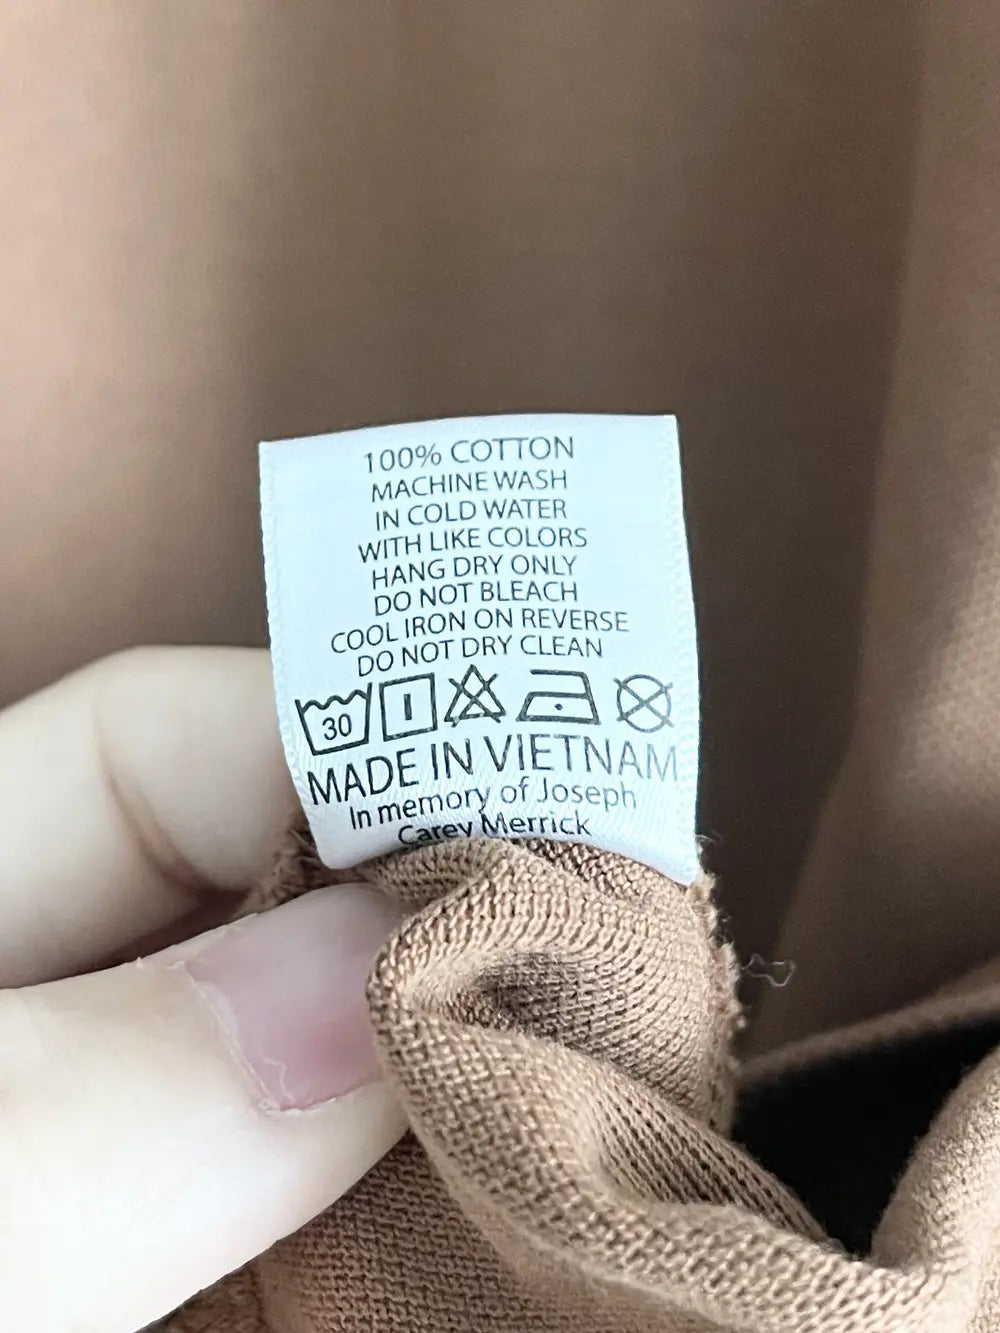 100% COTTON
MACHINE WASH
IN COLD WATER
WITH LIKE COLORS
HANG DRY ONLY
DO NOT BLEACH
COOL IRON ON REVERSE
DO NOT DRY CLEAN
30
MADE IN VIETNAM
In memory of Joseph
Carey Merrick